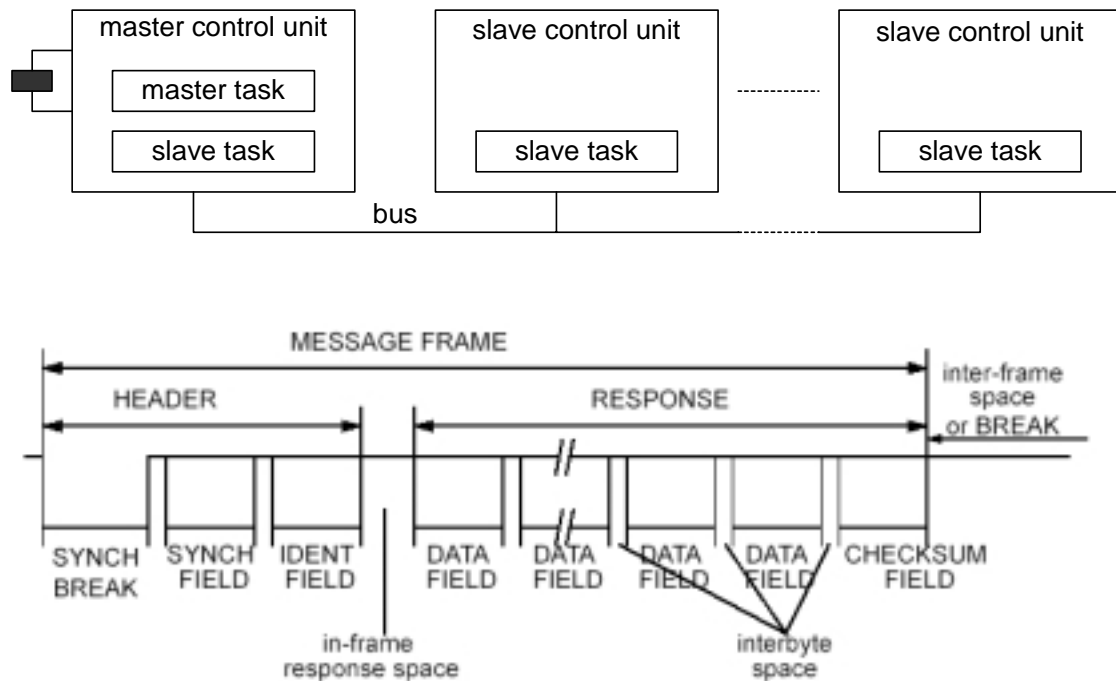 master control unit
slave control unit
slave control unit
master task
slave task
slave task
slave task
bus
MESSAGE FRAME
HEADER
RESPONSE
inter-frame
space
or BREAK
SYNCH
BREAK
SYNCH
FIELD
IDENT
FIELD
DATA
FIELD
DATA
FIELD
DATA
FIELD
DATA
FIELD
CHECKSUM
FIELD
in-frame
response space
interbyte
space